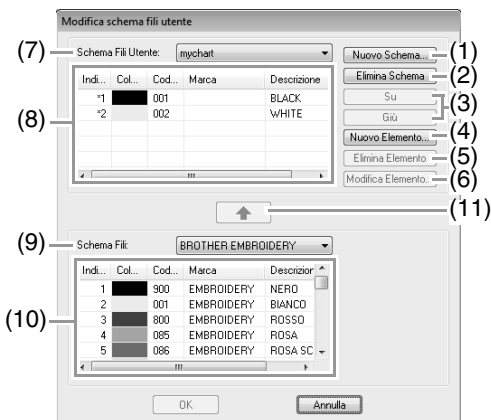 Modifica schema fili utente
(7) Schema Fili Utente: mychart Nuovo Schema... (1)
Elimina Schema (2)
Indi... Col... Cod... Marca Descrizione
Su (3)
*1 001 BLACK
(8) *2 002 WHITE
Giù
Nuovo Elemento... (4)
Elimina Elemento (5)
Modifica Elemento.. (6)
(11)
(9) Schema Fili: BROTHER EMBROIDERY
Indi... Col... Cod... Marca Descrizior
1 900 EMBROIDERY NERO
2 001 EMBROIDERY BIANCO
(10) 3 800 EMBROIDERY ROSSO
4 085 EMBROIDERY ROSA
5 086 EMBROIDERY ROSA SC
OK Annulla